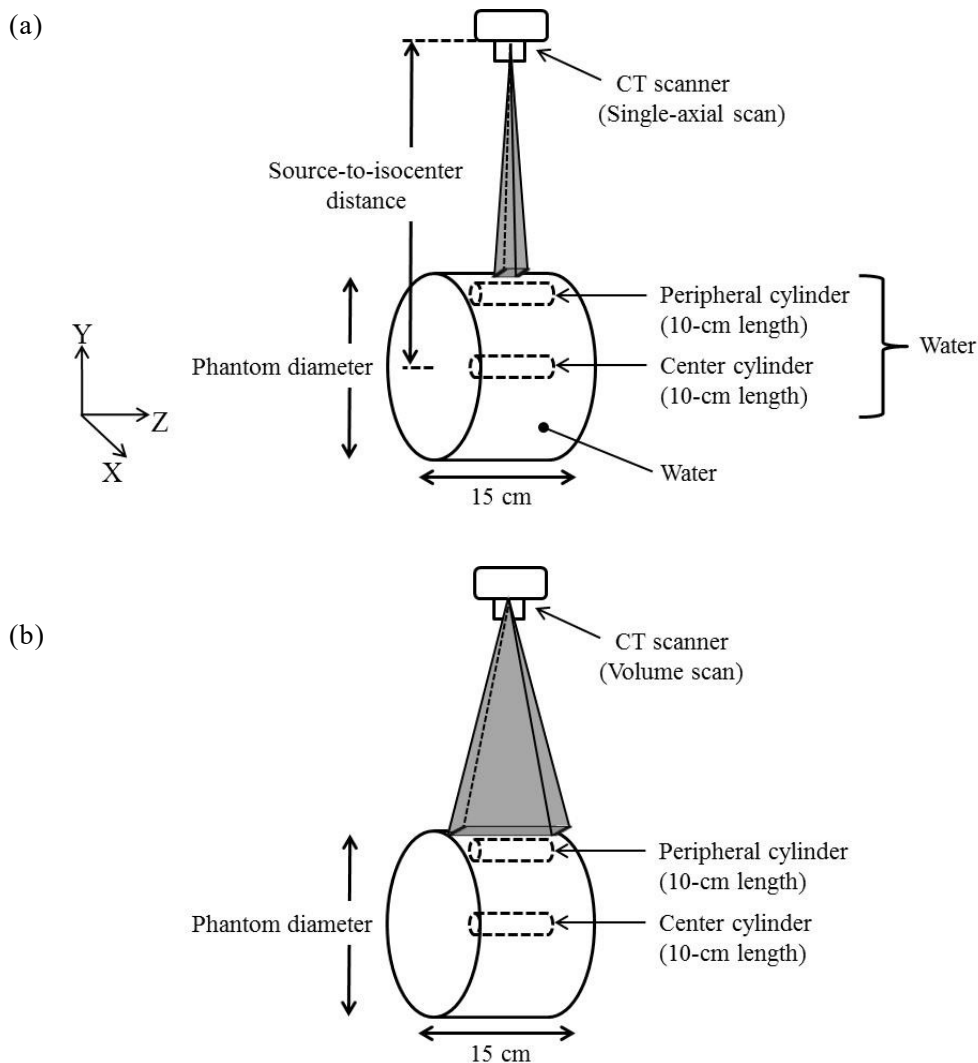 (a)
CT scanner
(Single-axial scan)
Source-to-isocenter
distance
Peripheral cylinder
(10-cm length)
Water
Phantom diameter
Center cylinder
(10-cm length)
Y
Z
X
Water
15 cm
(b)
CT scanner
(Volume scan)
Peripheral cylinder
(10-cm length)
Phantom diameter
Center cylinder
(10-cm length)
15 cm